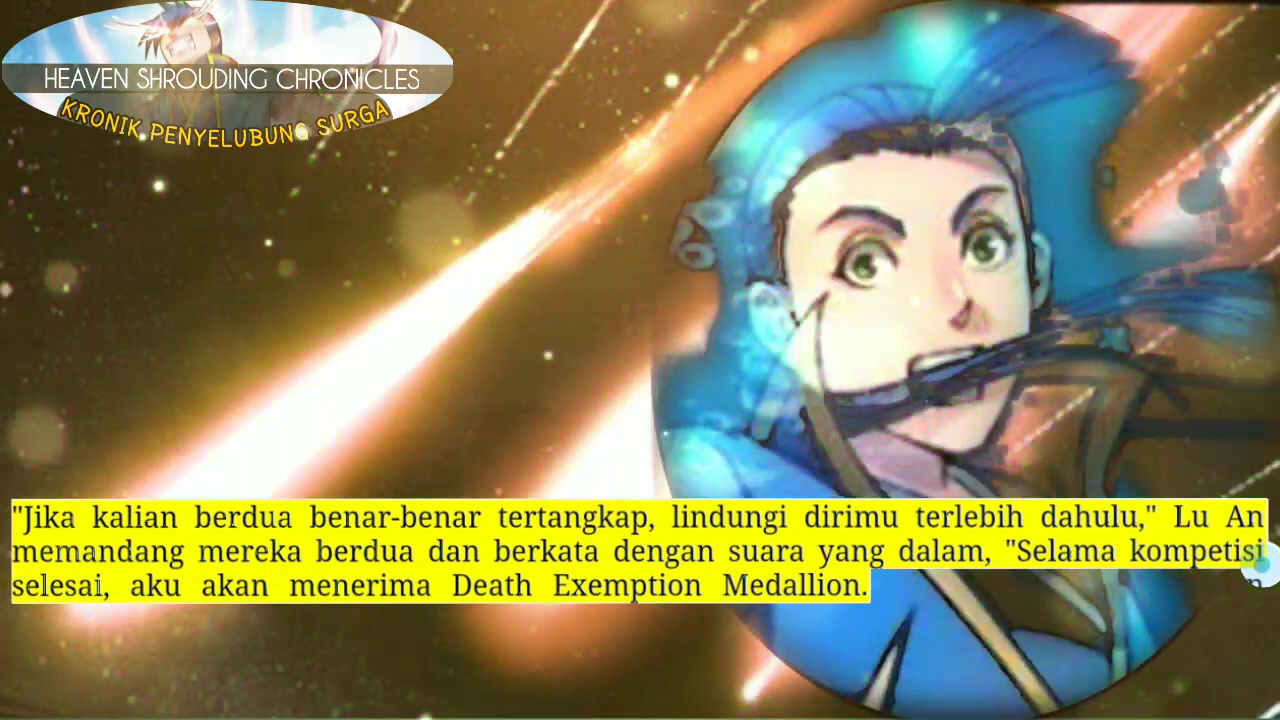 HEAVEN SHROUDING CHRONICLES
KRONIK PENYELUBUNG SURGA
"Jika kalian berdua benar-benar tertangkap, lindungi dirimu terlebih dahulu," Lu An
memandang mereka berdua dan berkata dengan suara yang dalam, "Selama kompetisi
selesai, aku akan menerima Death Exemption Medallion.